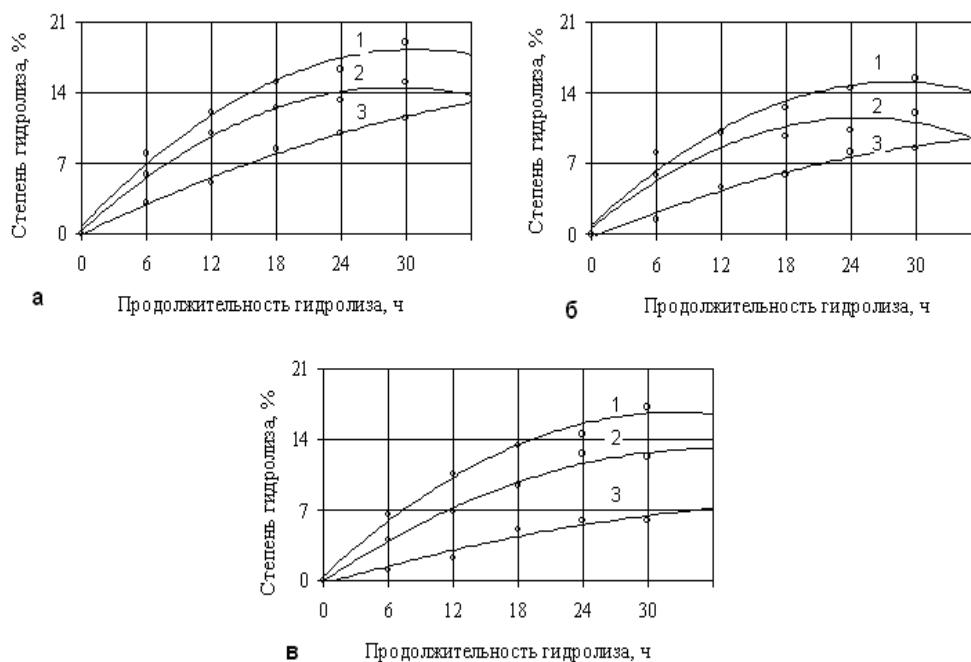 Степень гидролиза, %
21
14
7
0
1
2
3
0 6 12 18 24 30
Продолжительность гидролиза, ч
а
Степень гидролиза, %
21
14
7
0
1
2
3
0 6 12 18 24 30
Продолжительность гидролиза, ч
б
Степень гидролиза, %
21
14
7
0
1
2
3
0 6 12 18 24 30
Продолжительность гидролиза, ч
в